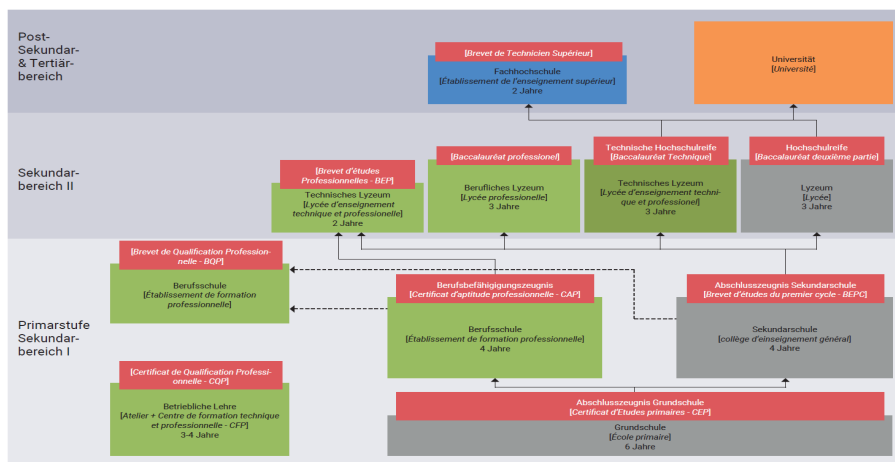 Post-
Sekundar-
& Tertiär-
bereich
[Brevet de Technicien Supérieur]
Fachhochschule
[Établissement de l'enseignement supérieur]
2 Jahre
Universität
[Université]
Sekundar-
bereich II
[Brevet d'études
Professionnelles - BEP]
Technisches Lyzeum
[Lycée d'enseignement
technique et professionelle]
2 Jahre
[Baccalauréat professionel]
Berufliches Lyzeum
[Lycée professionelle]
3 Jahre
Technische Hochschulreife
[Baccalauréat Technique]
Technisches Lyzeum
[Lycée d'enseignement techni-
que et professionel]
3 Jahre
Hochschulreife
[Baccalauréat deuxième partie]
Lyzeum
[Lycée]
3 Jahre
Primarstufe
Sekundar-
bereich I
[Brevet de Qualification Profession-
nelle - BQP]
Berufsschule
[Établissement de formation
professionnelle]
Berufsbefähigigungszeugnis
[Certificat d'aptitude professionnelle - CAP]
Berufsschule
[Établissement de formation professionnelle]
4 Jahre
Abschlusszeugnis Sekundarschule
[Brevet d'études du premier cycle - BEPC]
Sekundarschule
[collège d'einseignement général]
4 Jahre
[Certificat de Qualification Professi-
onnelle - CQP]
Betriebliche Lehre
[Atelier + Centre de formation technique
et professionnelle - CFP]
3-4 Jahre
Abschlusszeugnis Grundschule
[Certificat d'Etudes primaires - CEP]
Grundschule
[École primaire]
6 Jahre